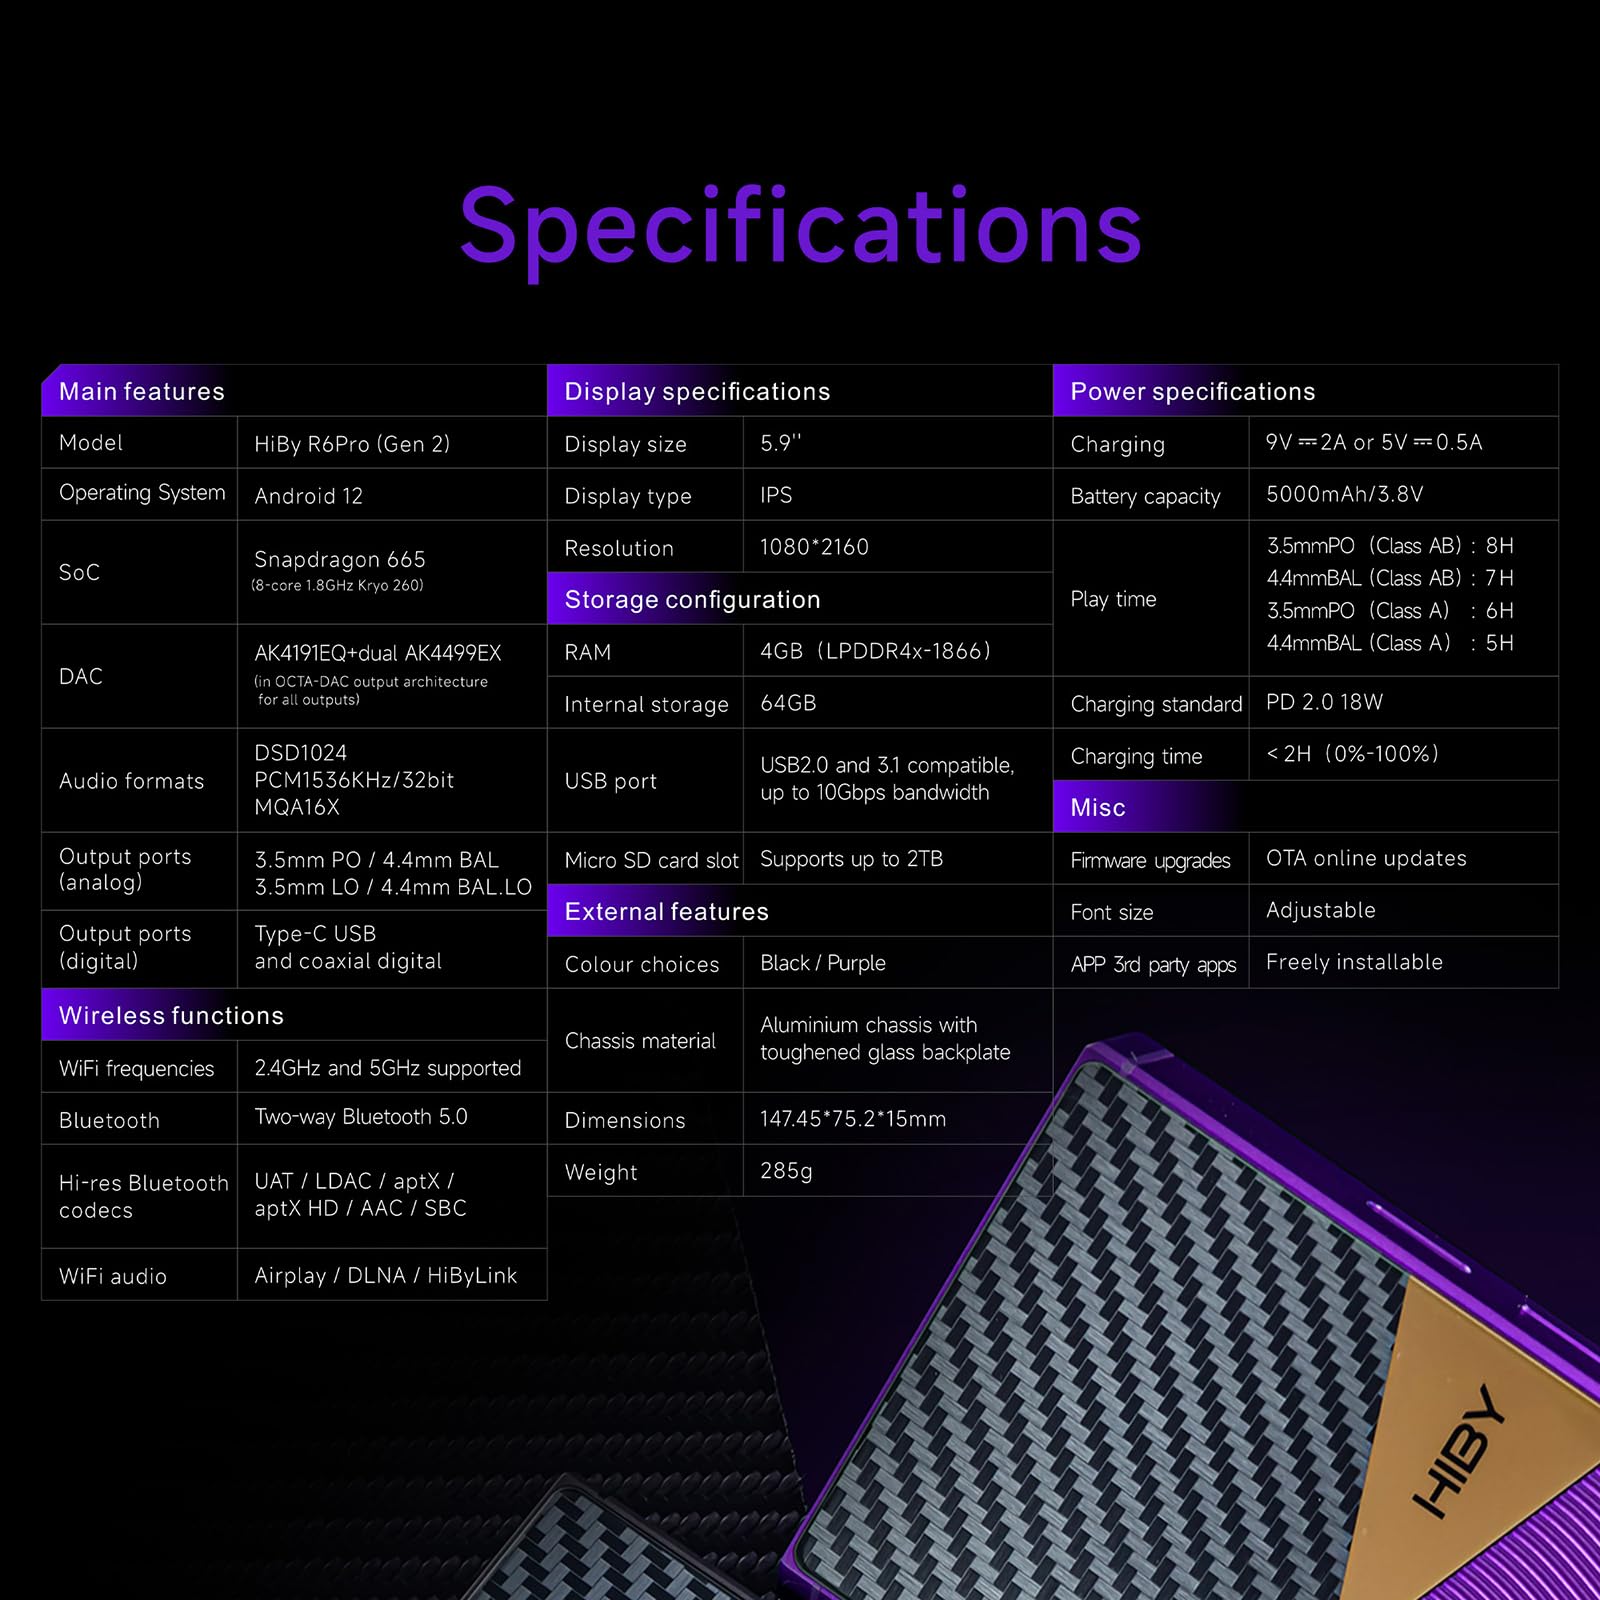 Specifications
Main features
Model
HiBy R6Pro (Gen 2)
Operating System
Android 12
SoC
Snapdragon 665
(8-core 1.8GHz Kryo 260)
DAC
AK4191EQ+dual AK4499EX
(in OCTA-DAC output architecture
for all outputs)
Audio formats
DSD1024
PCM1536KHz/32bit
MQA16X
Output ports
(analog)
3.5mm PO / 4.4mm BAL
3.5mm LO / 4.4mm BAL.LO
Output ports
(digital)
Type-C USB
and coaxial digital
Wireless functions
WiFi frequencies
2.4GHz and 5GHz supported
Bluetooth
Two-way Bluetooth 5.0
Hi-res Bluetooth
codecs
UAT / LDAC / aptX /
aptX HD / AAC / SBC
WiFi audio
Airplay / DLNA / HiByLink
Display specifications
Display size
5.9''
Display type
IPS
Resolution
1080*2160
Storage configuration
RAM
4GB (LPDDR4x-1866)
Internal storage
64GB
USB port
USB2.0 and 3.1 compatible,
up to 10Gbps bandwidth
Micro SD card slot
Supports up to 2TB
External features
Colour choices
Black / Purple
Chassis material
Aluminium chassis with
toughened glass backplate
Dimensions
147.45*75.2*15mm
Weight
285g
Power specifications
Charging
9V⎓2A or 5V⎓0.5A
Battery capacity
5000mAh/3.8V
Play time
3.5mmPO (Class AB) : 8H
4.4mmBAL (Class AB) : 7H
3.5mmPO (Class A) : 6H
4.4mmBAL (Class A) : 5H
Charging standard
PD 2.0 18W
Charging time
< 2H (0%-100%)
Misc
Firmware upgrades
OTA online updates
Font size
Adjustable
APP 3rd party apps
Freely installable
HIBY